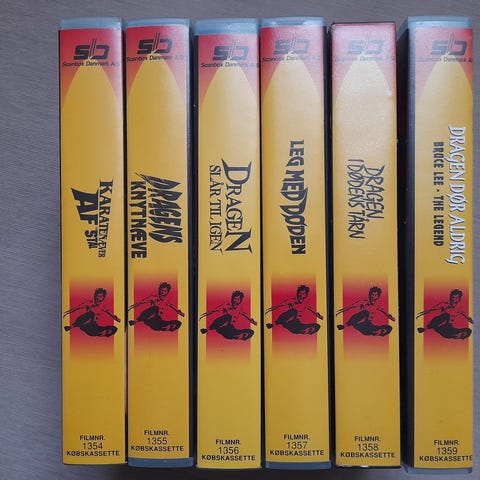 sb
Scanbox Danmark A/S
KARATENÆVER
AF
STÅL
FILMNR.
1354
KØBSKASSETTE
sb
Scanbox Danmark A/S
DRAGENS
KNYTNÆVE
FILMNR.
1355
KØBSKASSETTE
sb
Scanbox Danmark A/S
DRAGEN
SLÅR TIL IGEN
FILMNR.
1356
KØBSKASSETTE
sb
Scanbox Danmark A/S
LEG MED DØDEN
FILMNR.
1357
KØBSKASSETTE
sb
Scanbox Danmark A/S
DRAGEN
I DØDENS TÅRN
FILMNR.
1358
KØBSKASSETTE
sb
Scanbox Danmark A/S
DRAGEN DØR ALDRIG
BRUCE LEE - THE LEGEND
FILMNR.
1359
KØBSKASSETTE